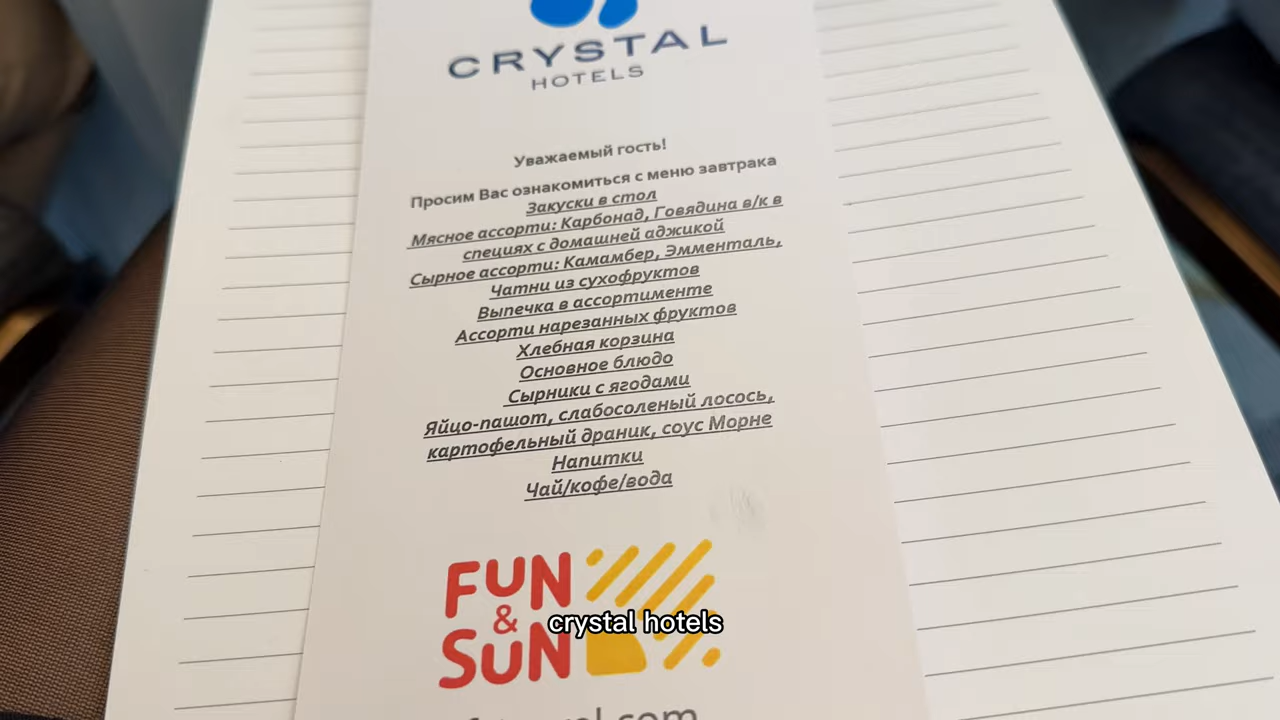 CRYSTAL
HOTELS
Уважаемый гость!
Просим Вас ознакомиться с меню завтрака
Закуски в стол
Мясное ассорти: Карбонад, Говядина в/к в
специях с домашней аджикой
Сырное ассорти: Камамбер, Эмменталь,
Чатни из сухофруктов
Выпечка в ассортименте
Ассорти нарезанных фруктов
Хлебная корзина
Основное блюдо
Сырники с ягодами
Яйцо-пашот, слабосоленый лосось,
картофельный драник, соус Морне
Напитки
Чай/кофе/вода
FUN
&
SUN
crystal hotels